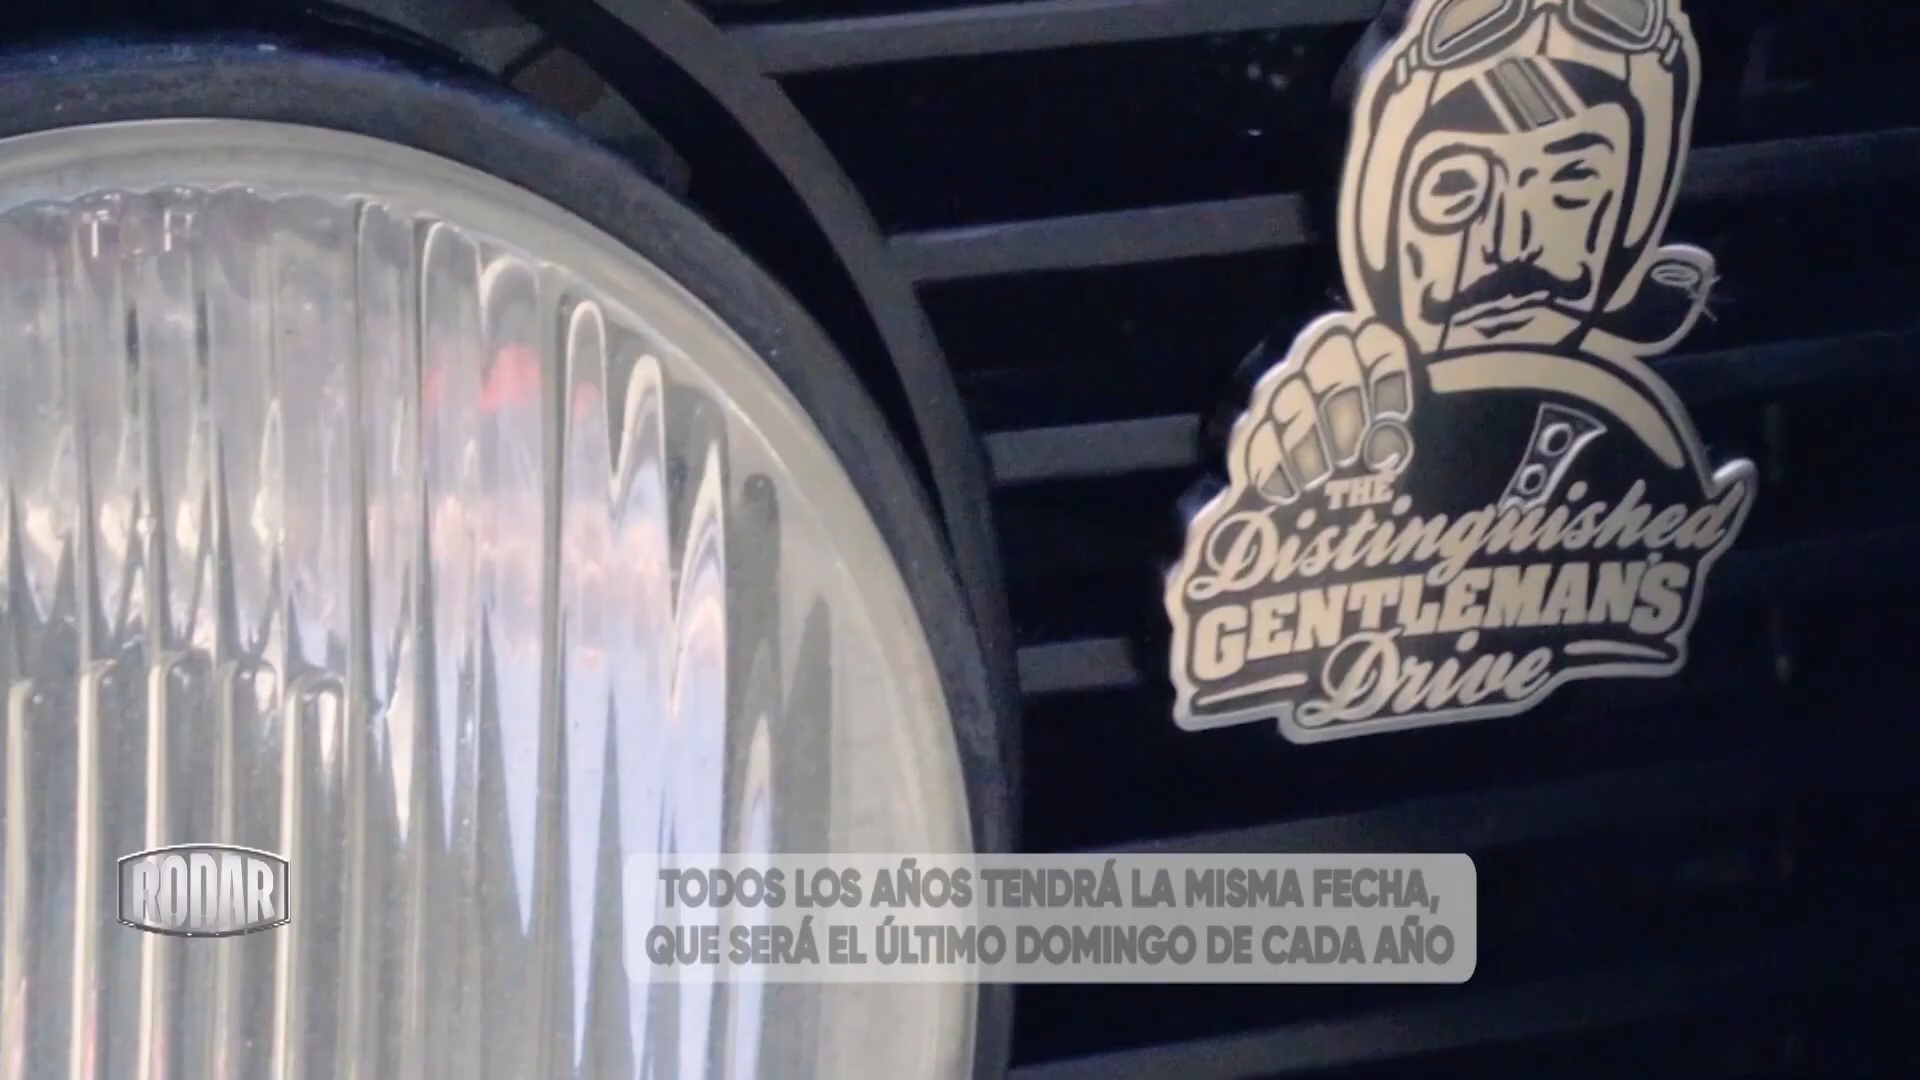 THE
Distinguished
GENTLEMAN'S
Drive
RODAR
TODOS LOS AÑOS TENDRÁ LA MISMA FECHA,
QUE SERÁ EL ÚLTIMO DOMINGO DE CADA AÑO